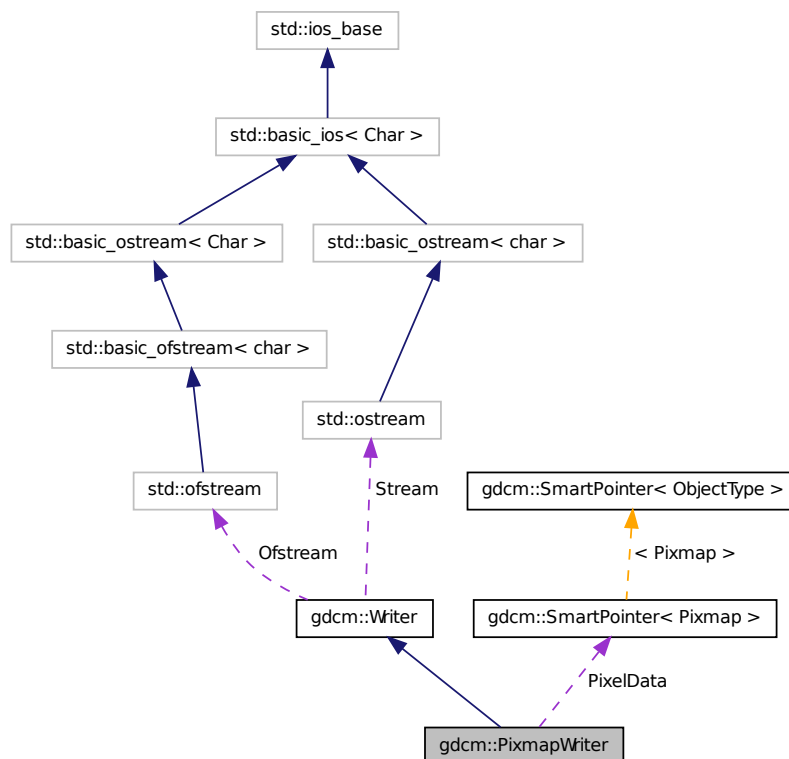 std::ios_base
std::basic_ios< Char >
std::basic_ostream< Char >
std::basic_ostream< char >
std::basic_ofstream< char >
std::ostream
std::ofstream
Stream
gdcm::SmartPointer< ObjectType >
Ofstream
< Pixmap >
gdcm::Writer
gdcm::SmartPointer< Pixmap >
PixelData
gdcm::PixmapWriter